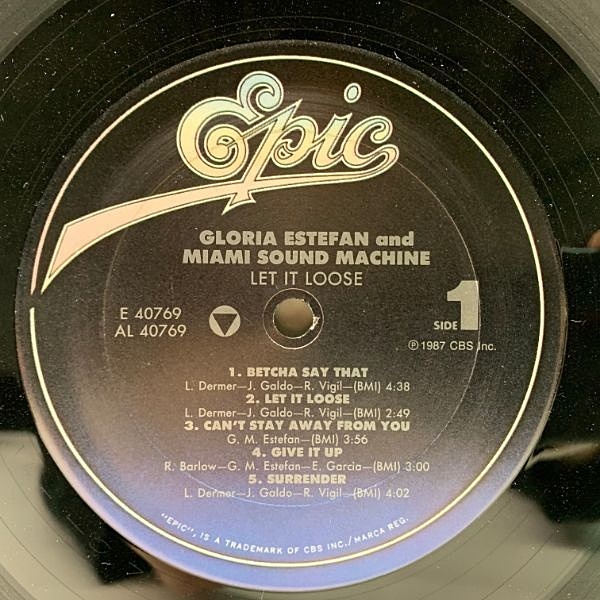 Epic
GLORIA ESTEFAN and
MIAMI SOUND MACHINE
LET IT LOOSE
E 40769
AL 40769
SIDE 1
℗ 1987 CBS Inc.
1. BETCHA SAY THAT
L. Dermer—J. Galdo—R. Vigil—(BMI) 4:38
2. LET IT LOOSE
L. Dermer—J. Galdo—R. Vigil—(BMI) 2:49
3. CAN'T STAY AWAY FROM YOU
G. M. Estefan—(BMI) 3:56
4. GIVE IT UP
R. Barlow—G. M. Estefan—E. Garcia—(BMI) 3:00
5. SURRENDER
L. Dermer—J. Galdo—R. Vigil—(BMI) 4:02
"EPIC", IS A TRADEMARK OF CBS INC./MARCA REG.